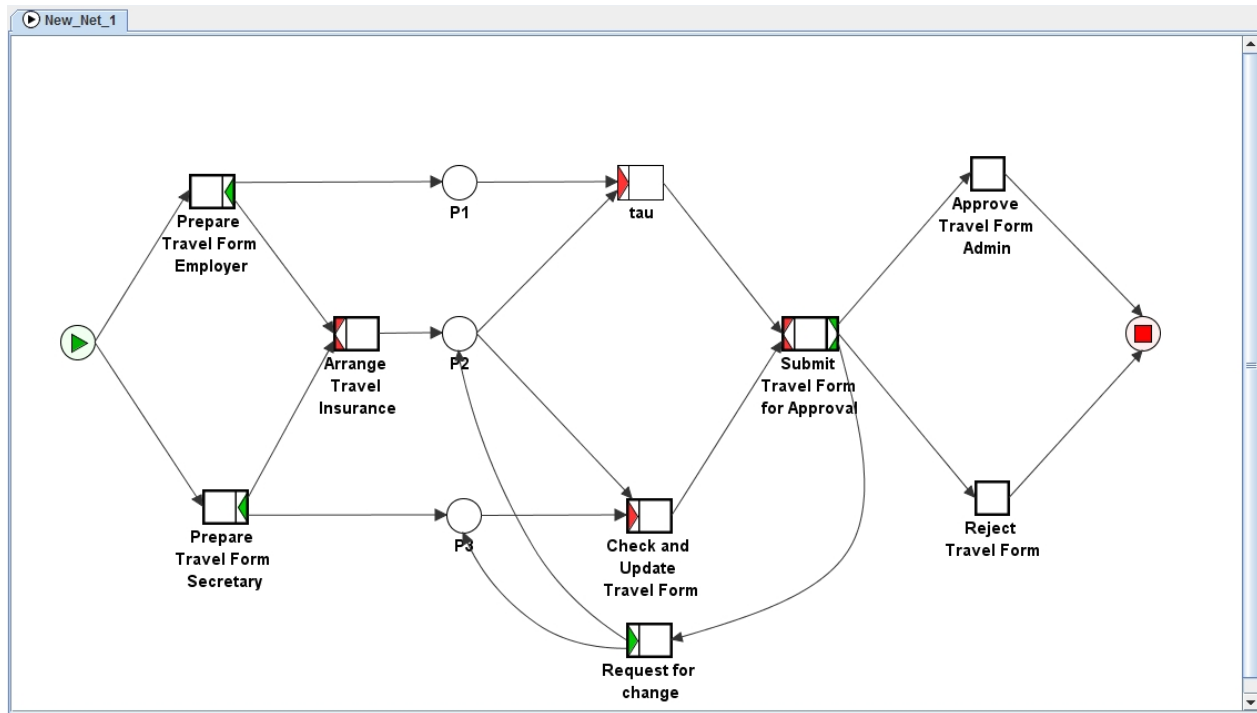 New_Net_1
Prepare
Travel Form
Employer
P1
tau
Approve
Travel Form
Admin
Arrange
Travel
Insurance
P2
Submit
Travel Form
for Approval
Prepare
Travel Form
Secretary
P3
Check and
Update
Travel Form
Reject
Travel Form
Request for
change